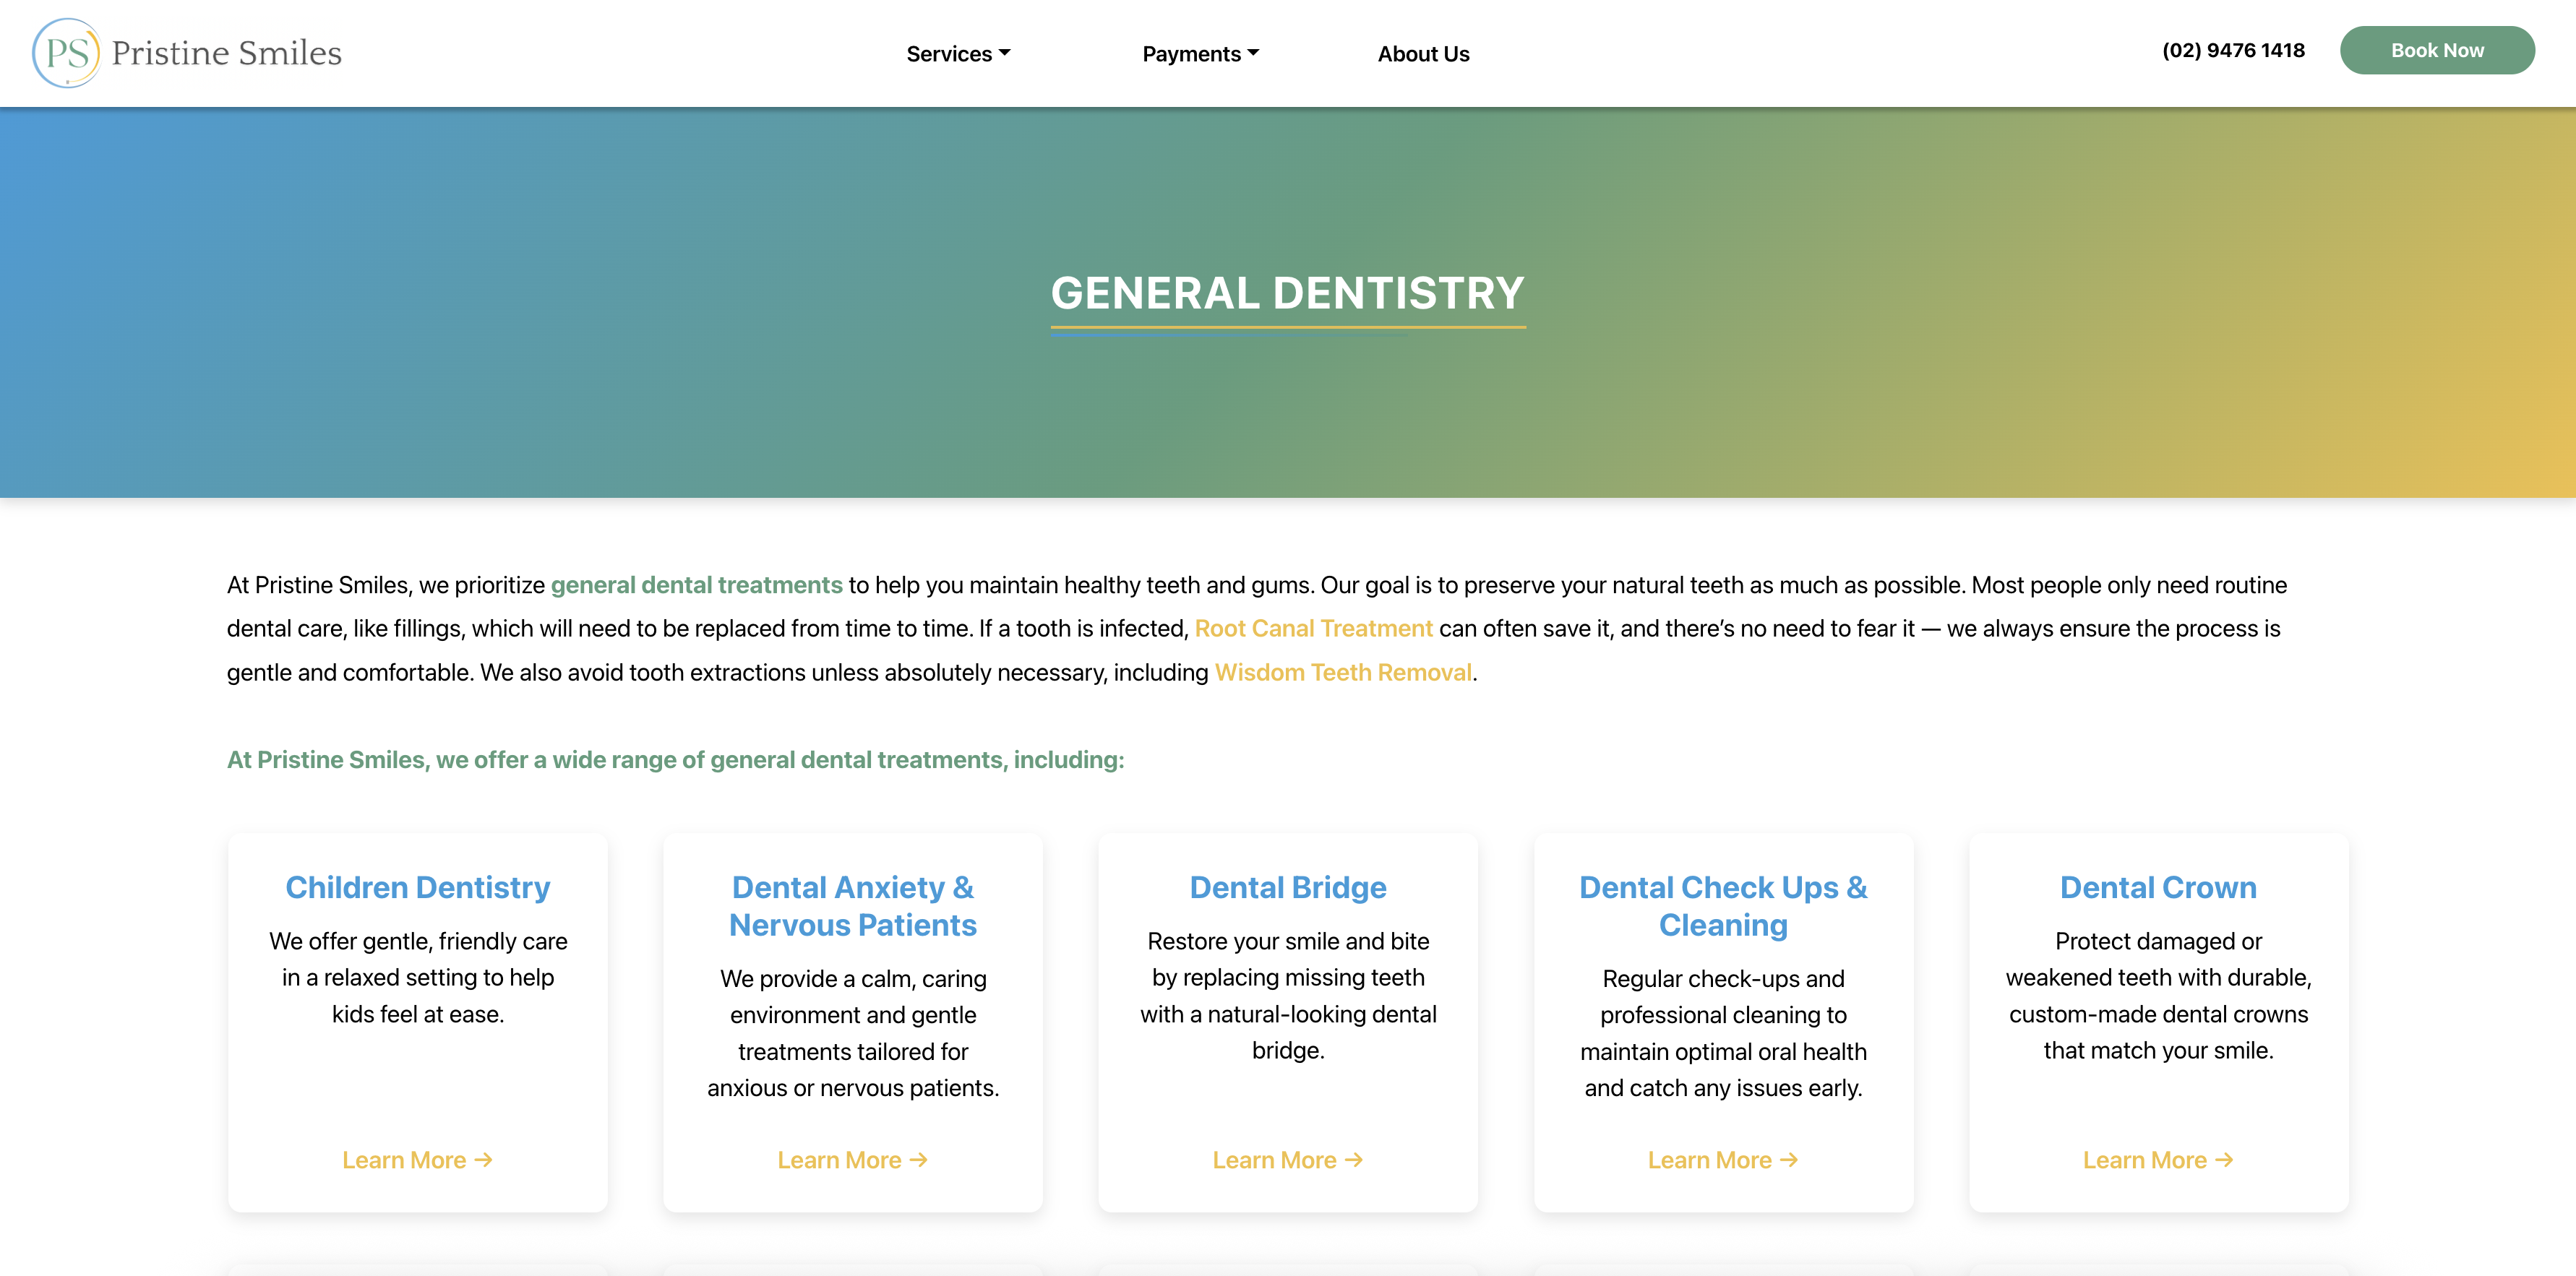 PS Pristine Smiles
Services
Payments
About Us
(02) 9476 1418
Book Now
GENERAL DENTISTRY
At Pristine Smiles, we prioritize general dental treatments to help you maintain healthy teeth and gums. Our goal is to preserve your natural teeth as much as possible. Most people only need routine
dental care, like fillings, which will need to be replaced from time to time. If a tooth is infected, Root Canal Treatment can often save it, and there’s no need to fear it — we always ensure the process is
gentle and comfortable. We also avoid tooth extractions unless absolutely necessary, including Wisdom Teeth Removal.
At Pristine Smiles, we offer a wide range of general dental treatments, including:
Children Dentistry
We offer gentle, friendly care
in a relaxed setting to help
kids feel at ease.
Learn More →
Dental Anxiety &
Nervous Patients
We provide a calm, caring
environment and gentle
treatments tailored for
anxious or nervous patients.
Learn More →
Dental Bridge
Restore your smile and bite
by replacing missing teeth
with a natural-looking dental
bridge.
Learn More →
Dental Check Ups &
Cleaning
Regular check-ups and
professional cleaning to
maintain optimal oral health
and catch any issues early.
Learn More →
Dental Crown
Protect damaged or
weakened teeth with durable,
custom-made dental crowns
that match your smile.
Learn More →